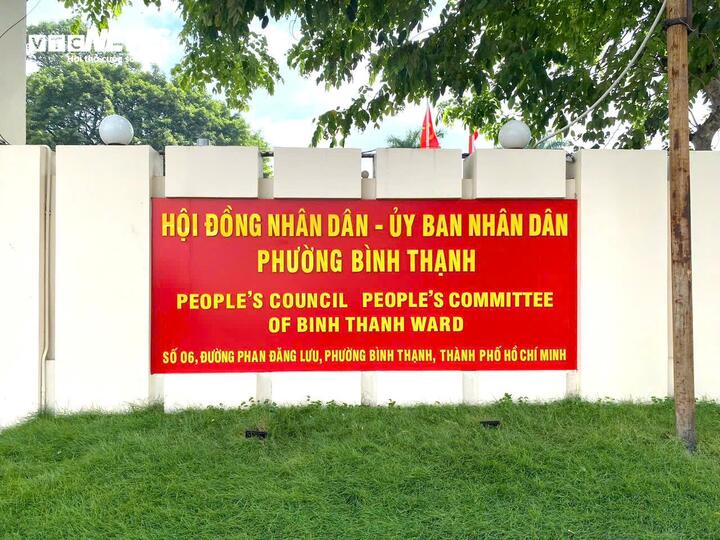 VTC NEWS
HỘI ĐỒNG NHÂN DÂN - ỦY BAN NHÂN DÂN
PHƯỜNG BÌNH THẠNH
PEOPLE'S COUNCIL PEOPLE'S COMMITTEE
OF BINH THANH WARD
SỐ 06, ĐƯỜNG PHAN ĐĂNG LƯU, PHƯỜNG BÌNH THẠNH, THÀNH PHỐ HỒ CHÍ MINH